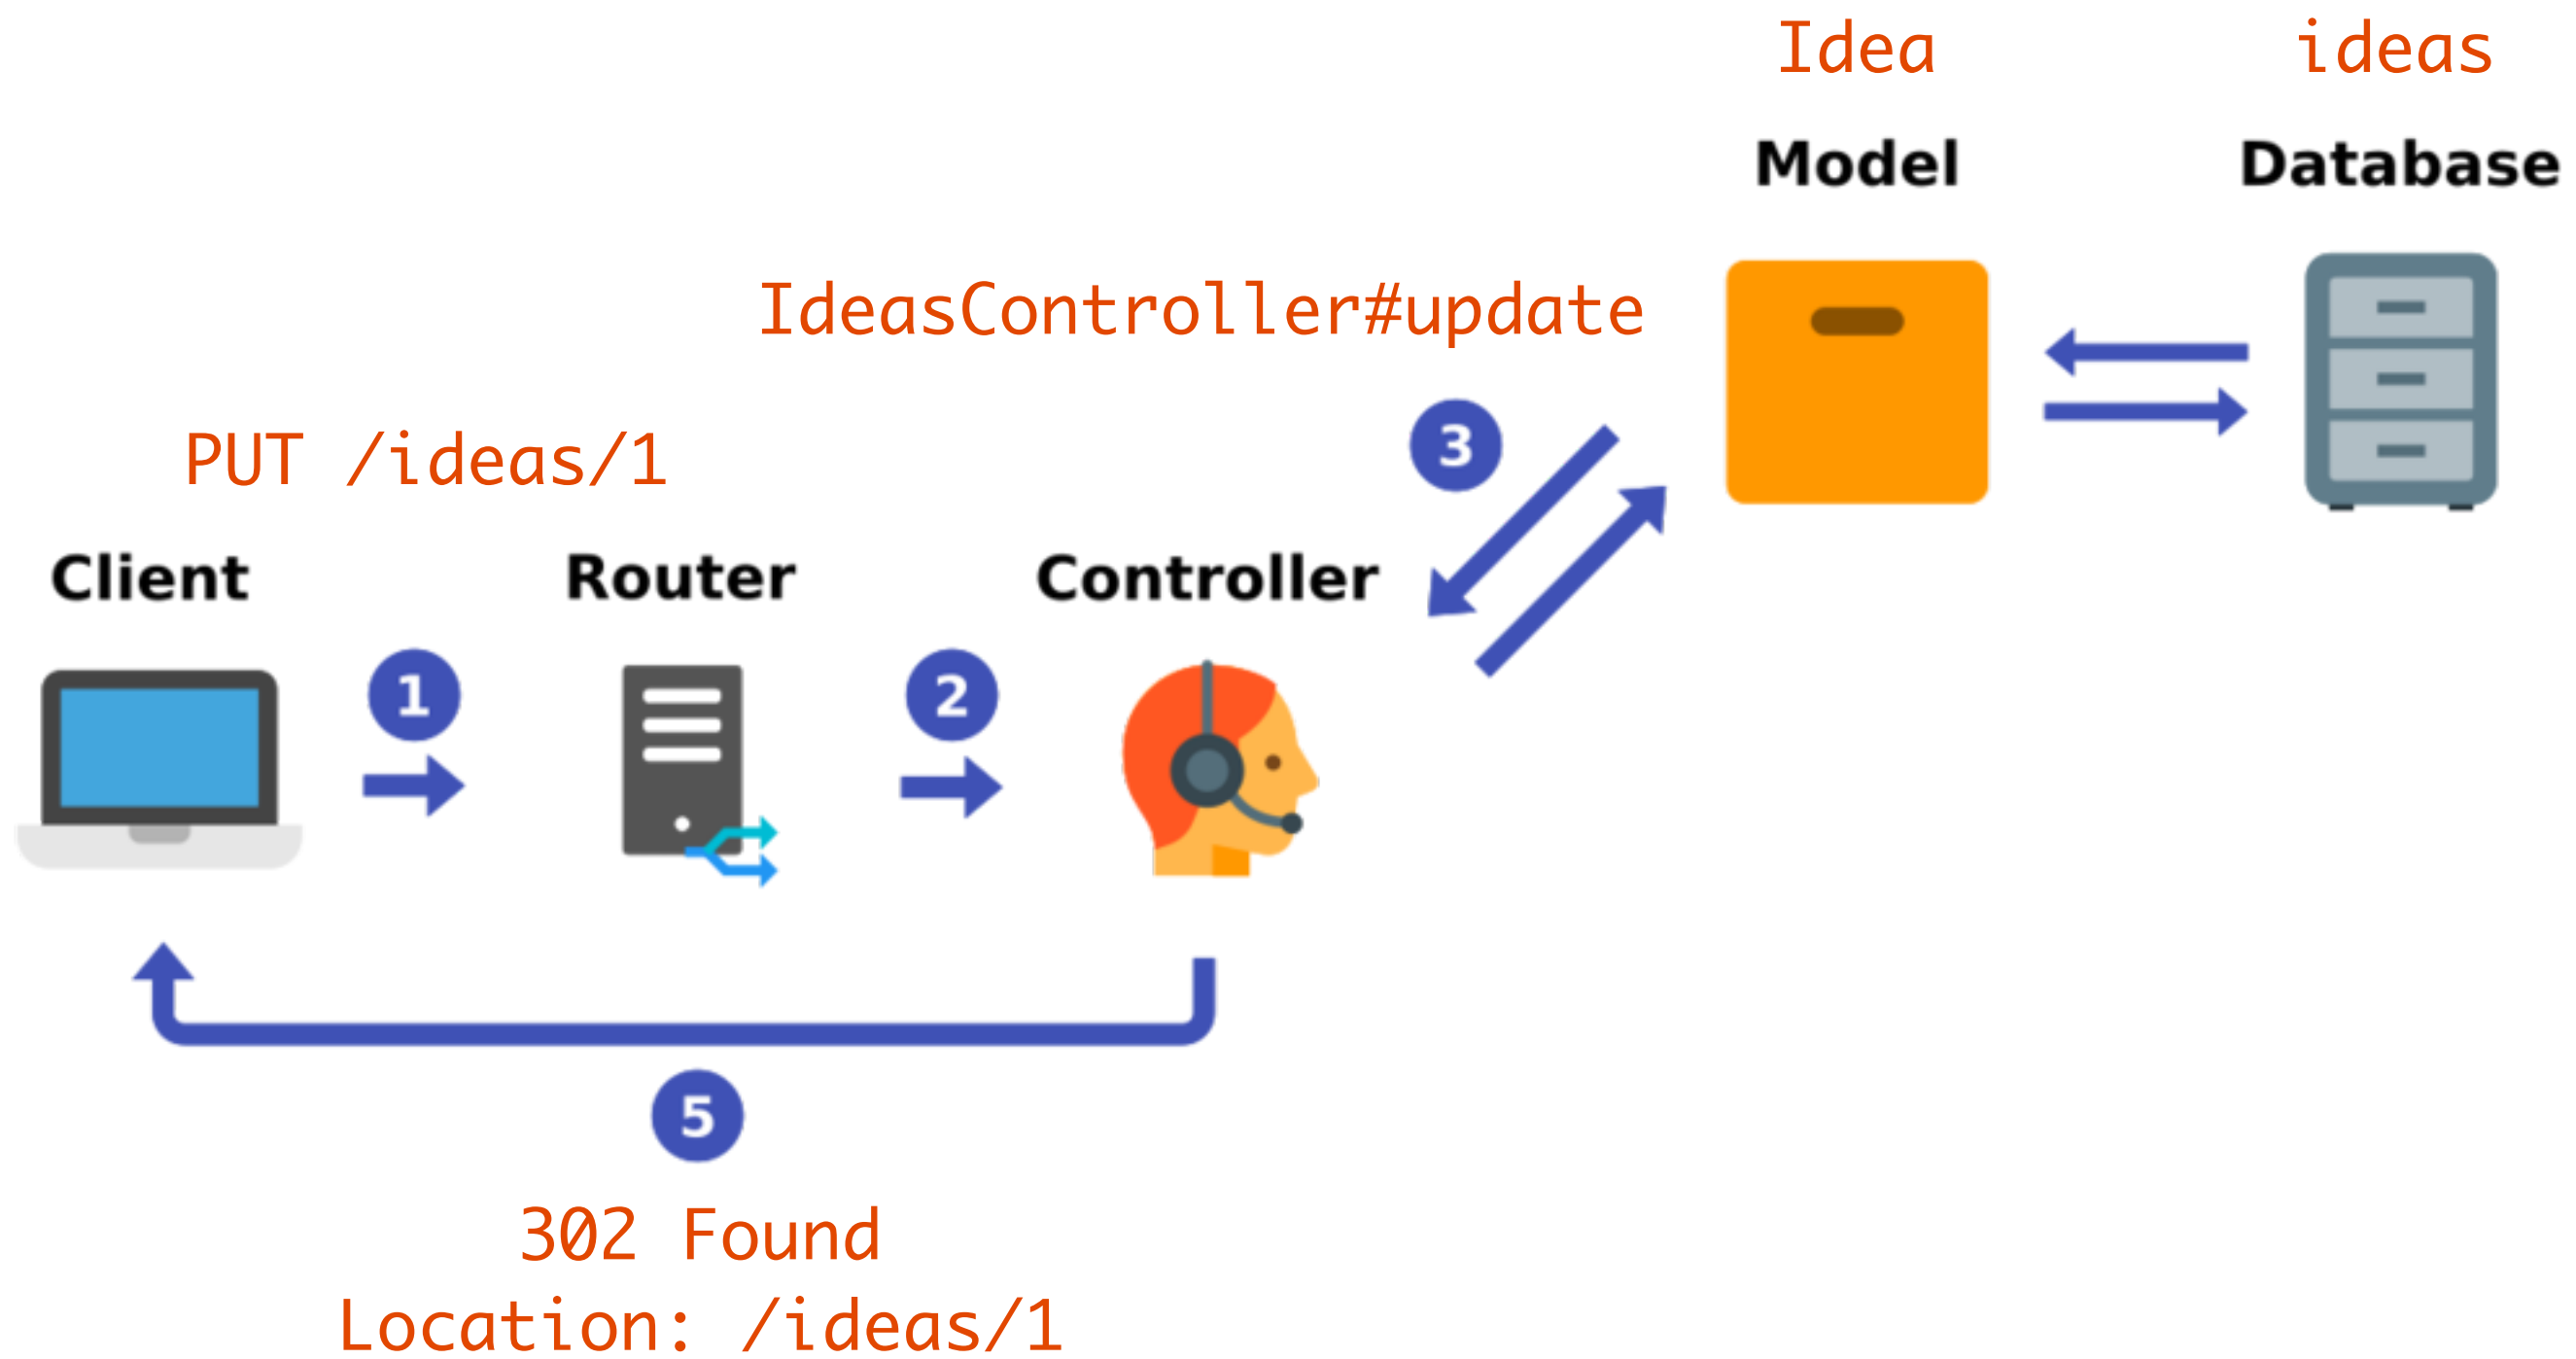 Idea
ideas
Model
Database
IdeasController#update
3
PUT /ideas/1
Client
Router
Controller
1
2
5
302 Found
Location: /ideas/1